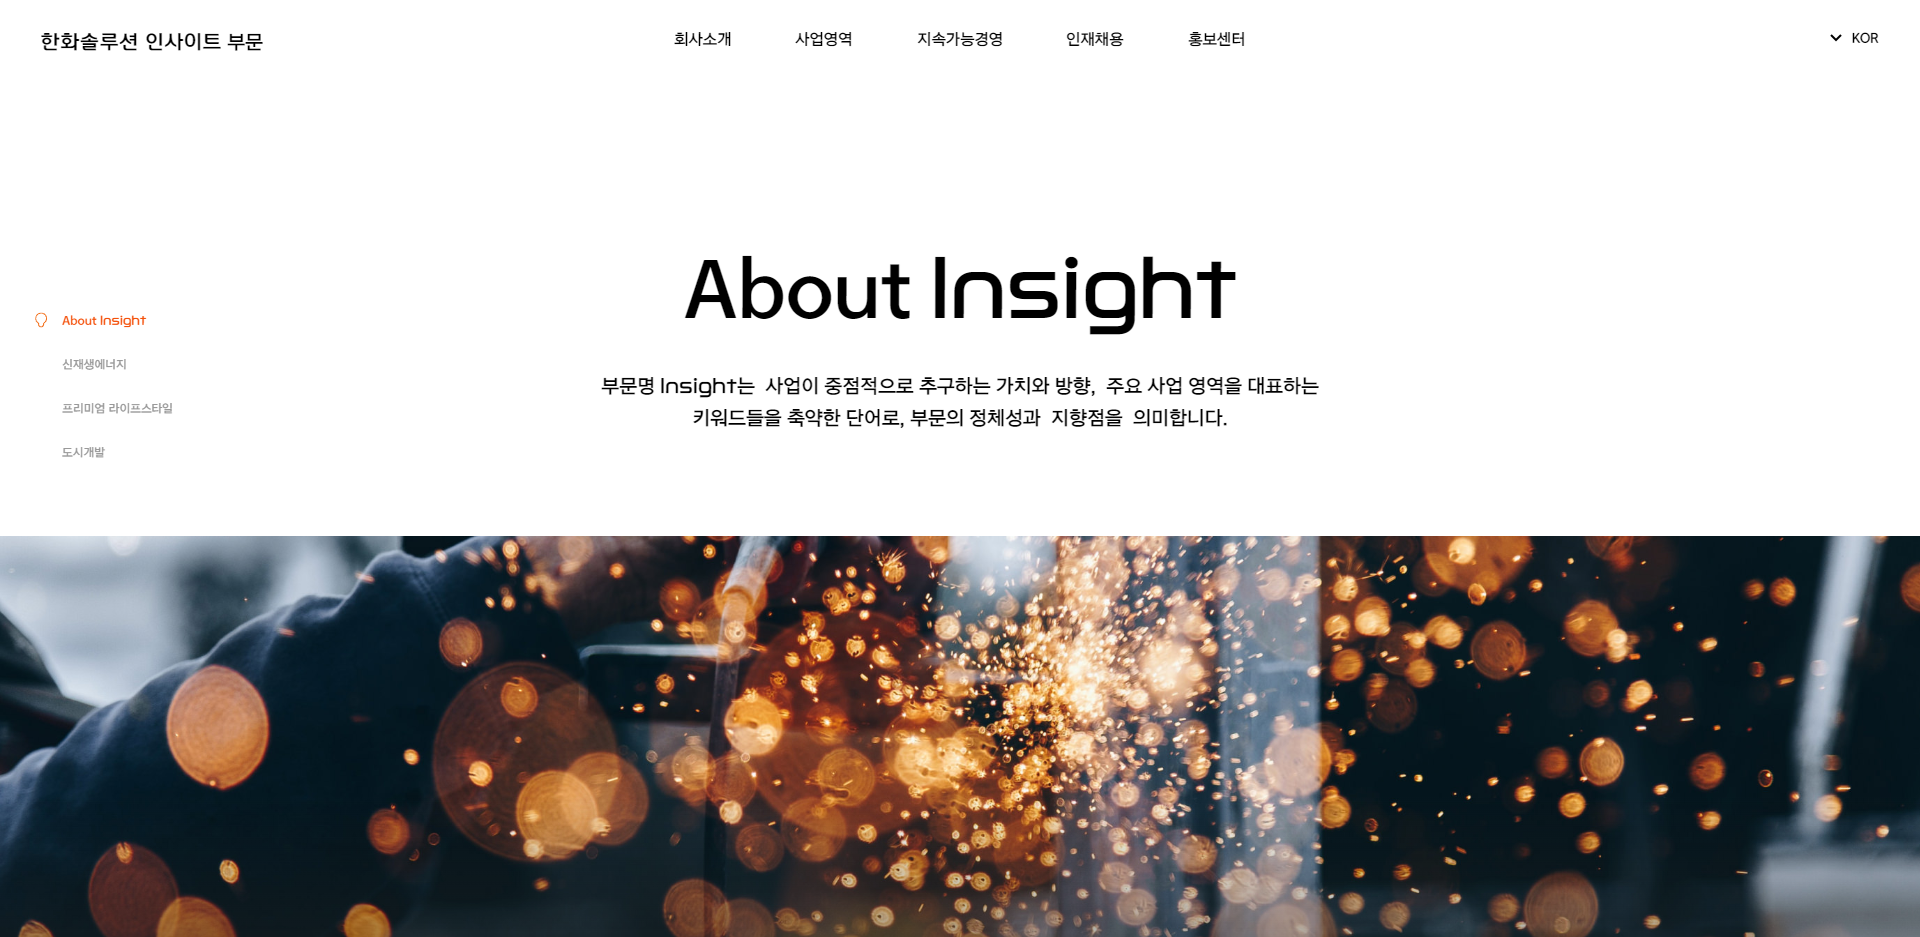 한화솔루션 인사이트 부문
회사소개
사업영역
지속가능경영
인재채용
홍보센터
KOR
About Insight
부문명 Insight는 사업이 중점적으로 추구하는 가치와 방향, 주요 사업 영역을 대표하는
키워드들을 축약한 단어로, 부문의 정체성과 지향점을 의미합니다.
About Insight
신재생에너지
프리미엄 라이프스타일
도시개발